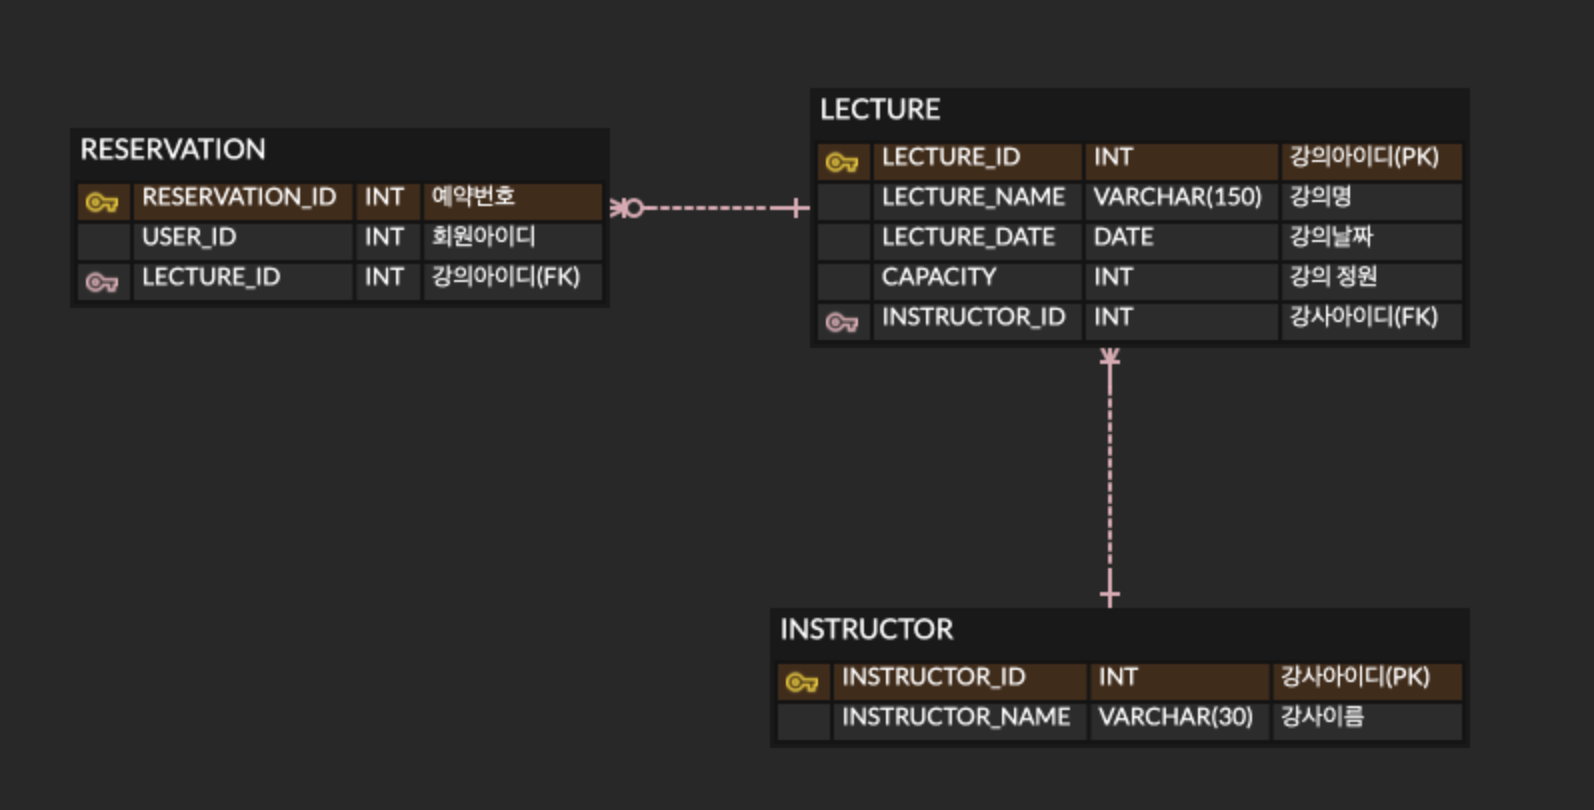 RESERVATION
RESERVATION_ID INT 예약번호
USER_ID INT 회원아이디
LECTURE_ID INT 강의아이디(FK)
LECTURE
LECTURE_ID INT 강의아이디(PK)
LECTURE_NAME VARCHAR(150) 강의명
LECTURE_DATE DATE 강의날짜
CAPACITY INT 강의 정원
INSTRUCTOR_ID INT 강사아이디(FK)
INSTRUCTOR
INSTRUCTOR_ID INT 강사아이디(PK)
INSTRUCTOR_NAME VARCHAR(30) 강사이름